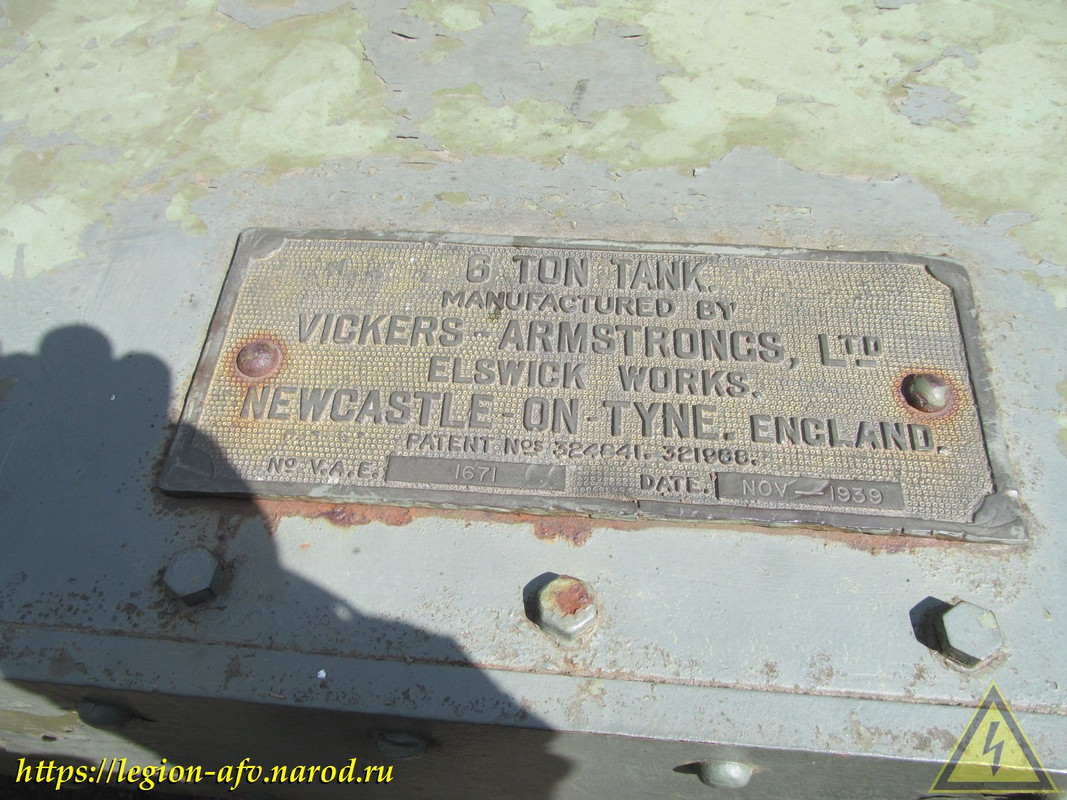 6 TON TANK.
MANUFACTURED BY
VICKERS-ARMSTRONGS, LTD
ELSWICK WORKS.
NEWCASTLE-ON-TYNE. ENGLAND.
PATENT NOS 324841. 321968.
NO V.A.E. 1671 DATE. NOV — 1939
https://legion-afv.narod.ru